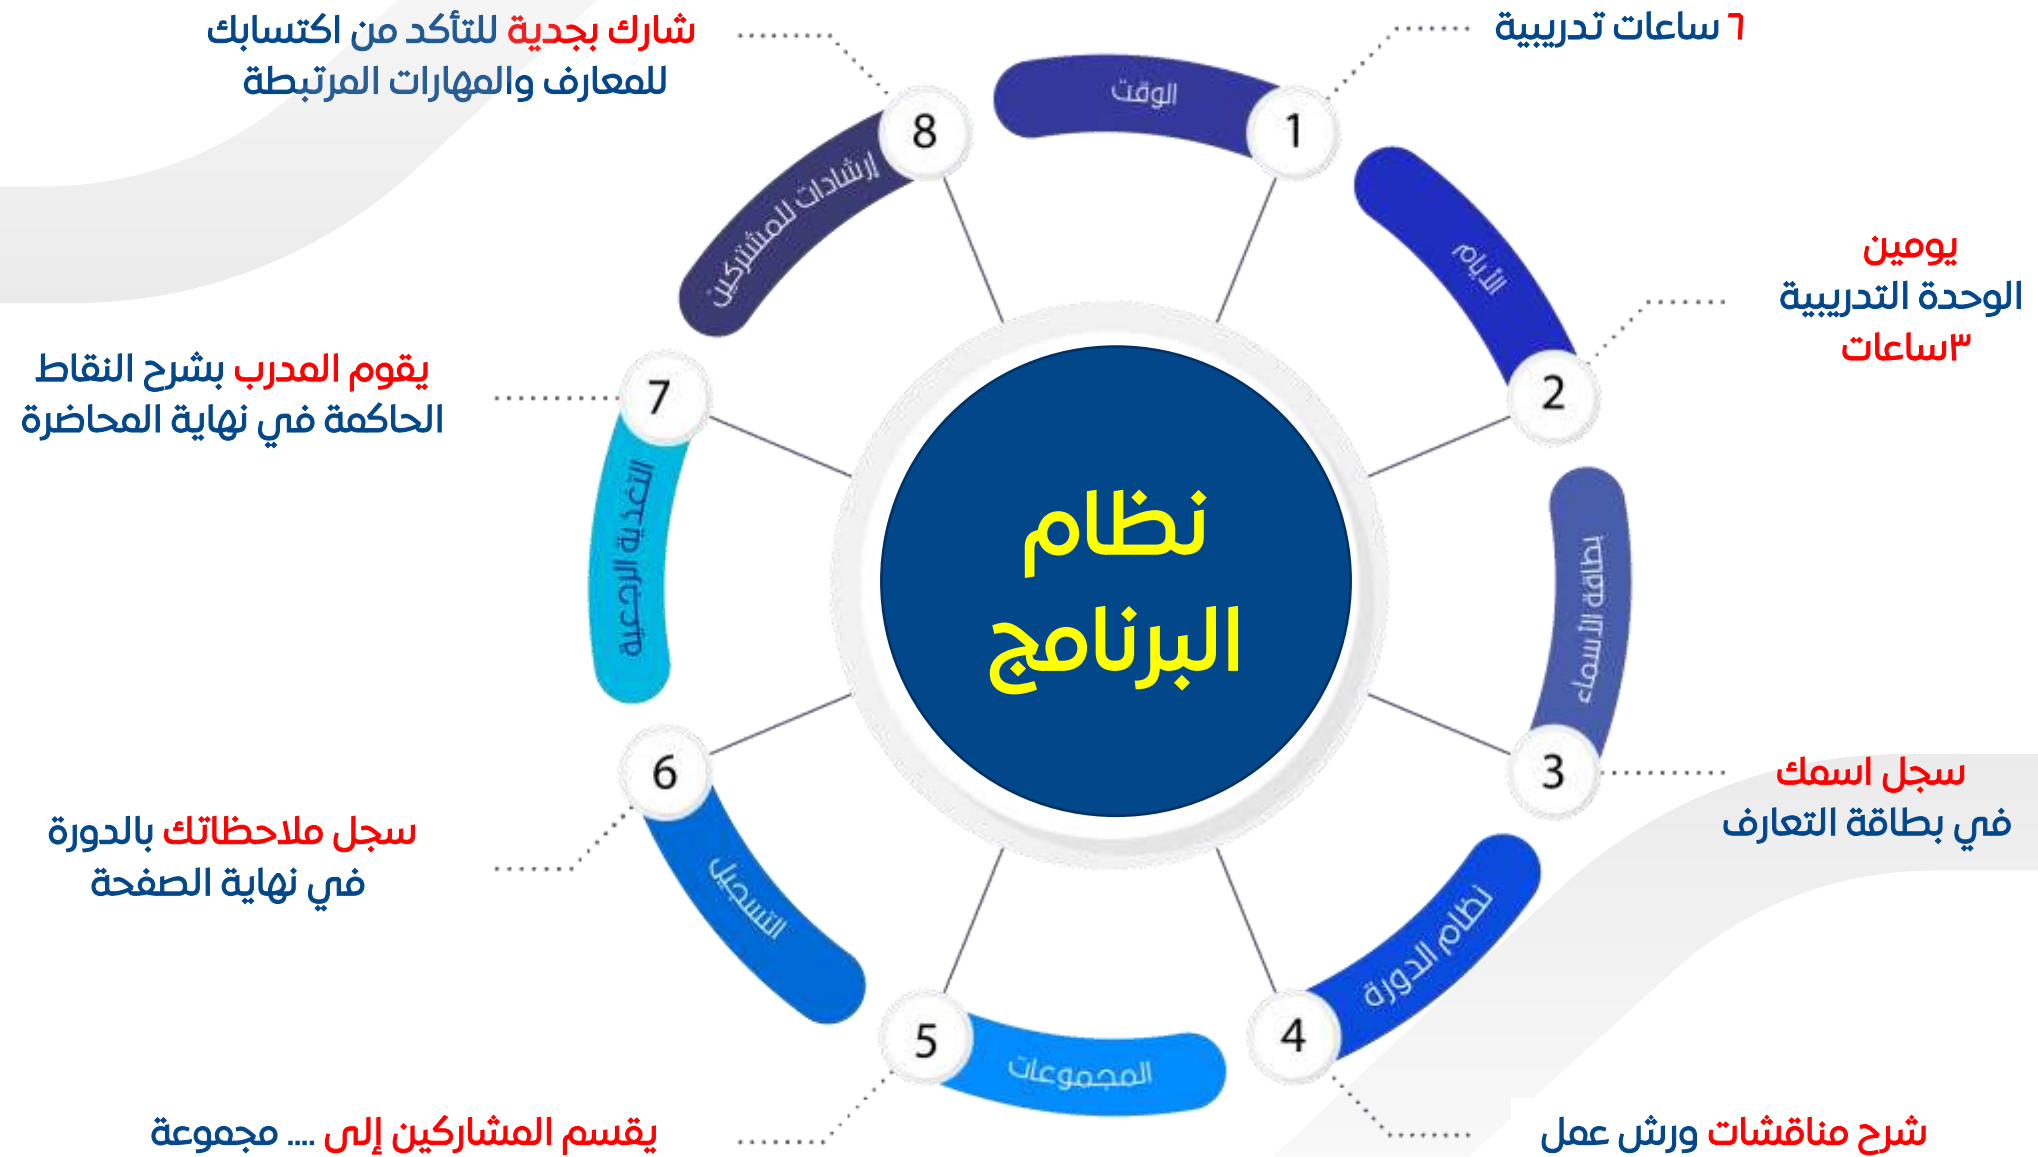 نظام
البرنامج
1
الوقت
٦ ساعات تدريبية
2
الأيام
يومين
الوحدة التدريبية
٣ساعات
3
بطاقة الأسماء
سجل اسمك
في بطاقة التعارف
4
نظام الدورة
شرح مناقشات ورش عمل
5
المجموعات
يقسم المشاركين إلى .... مجموعة
6
التسجيل
سجل ملاحظاتك بالدورة
في نهاية الصفحة
7
التغذية الرجعية
يقوم المدرب بشرح النقاط
الحاكمة في نهاية المحاضرة
8
إرشادات للمشتركين
شارك بجدية للتأكد من اكتسابك
للمعارف والمهارات المرتبطة